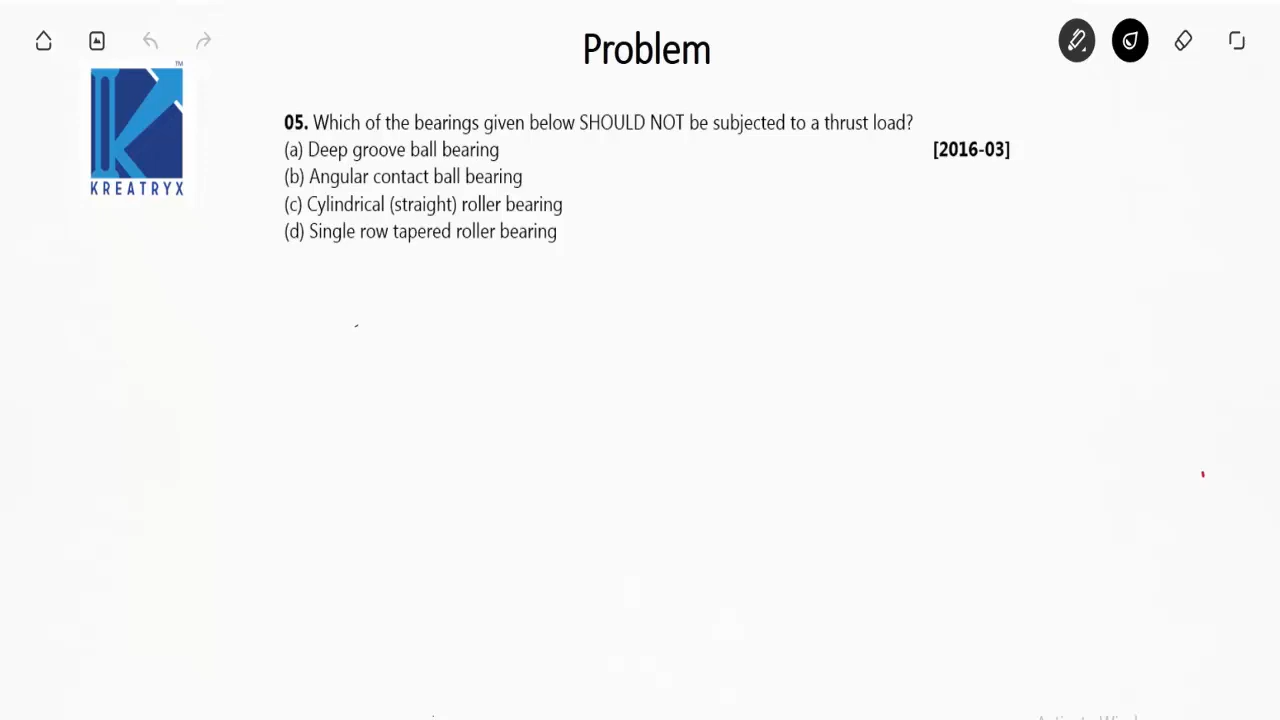 Problem
TM
KREATRYX
05. Which of the bearings given below SHOULD NOT be subjected to a thrust load?
(a) Deep groove ball bearing [2016-03]
(b) Angular contact ball bearing
(c) Cylindrical (straight) roller bearing
(d) Single row tapered roller bearing